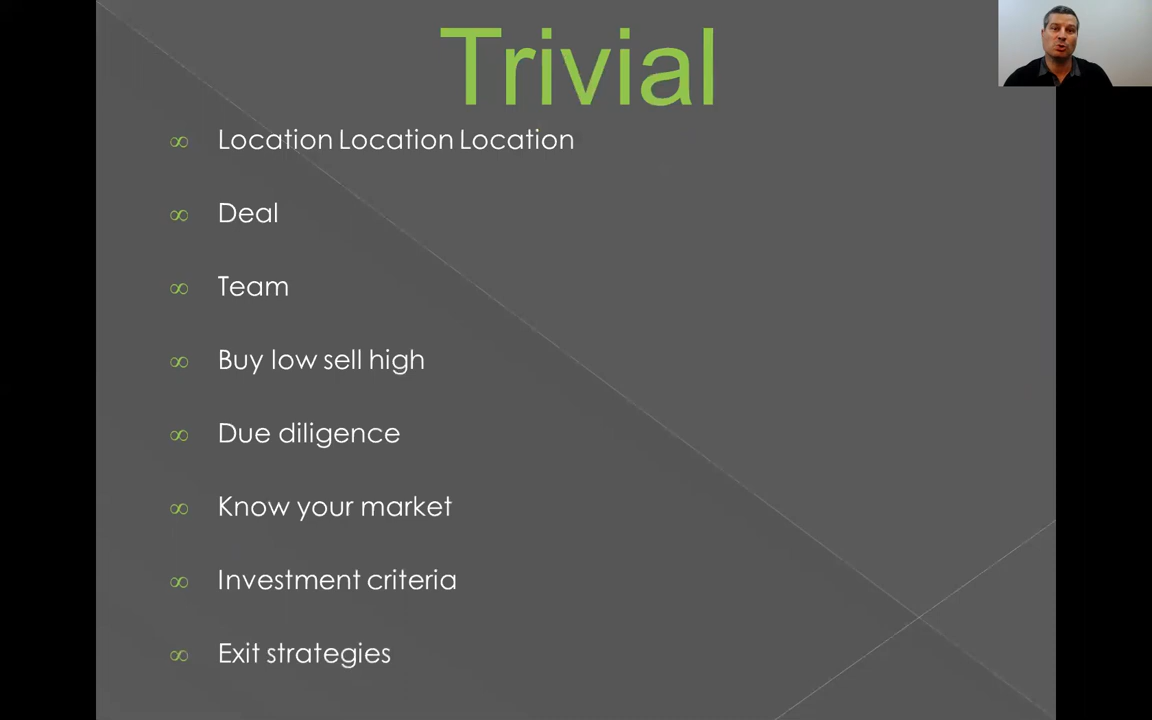 Trivial
∞ Location Location Location
∞ Deal
∞ Team
∞ Buy low sell high
∞ Due diligence
∞ Know your market
∞ Investment criteria
∞ Exit strategies